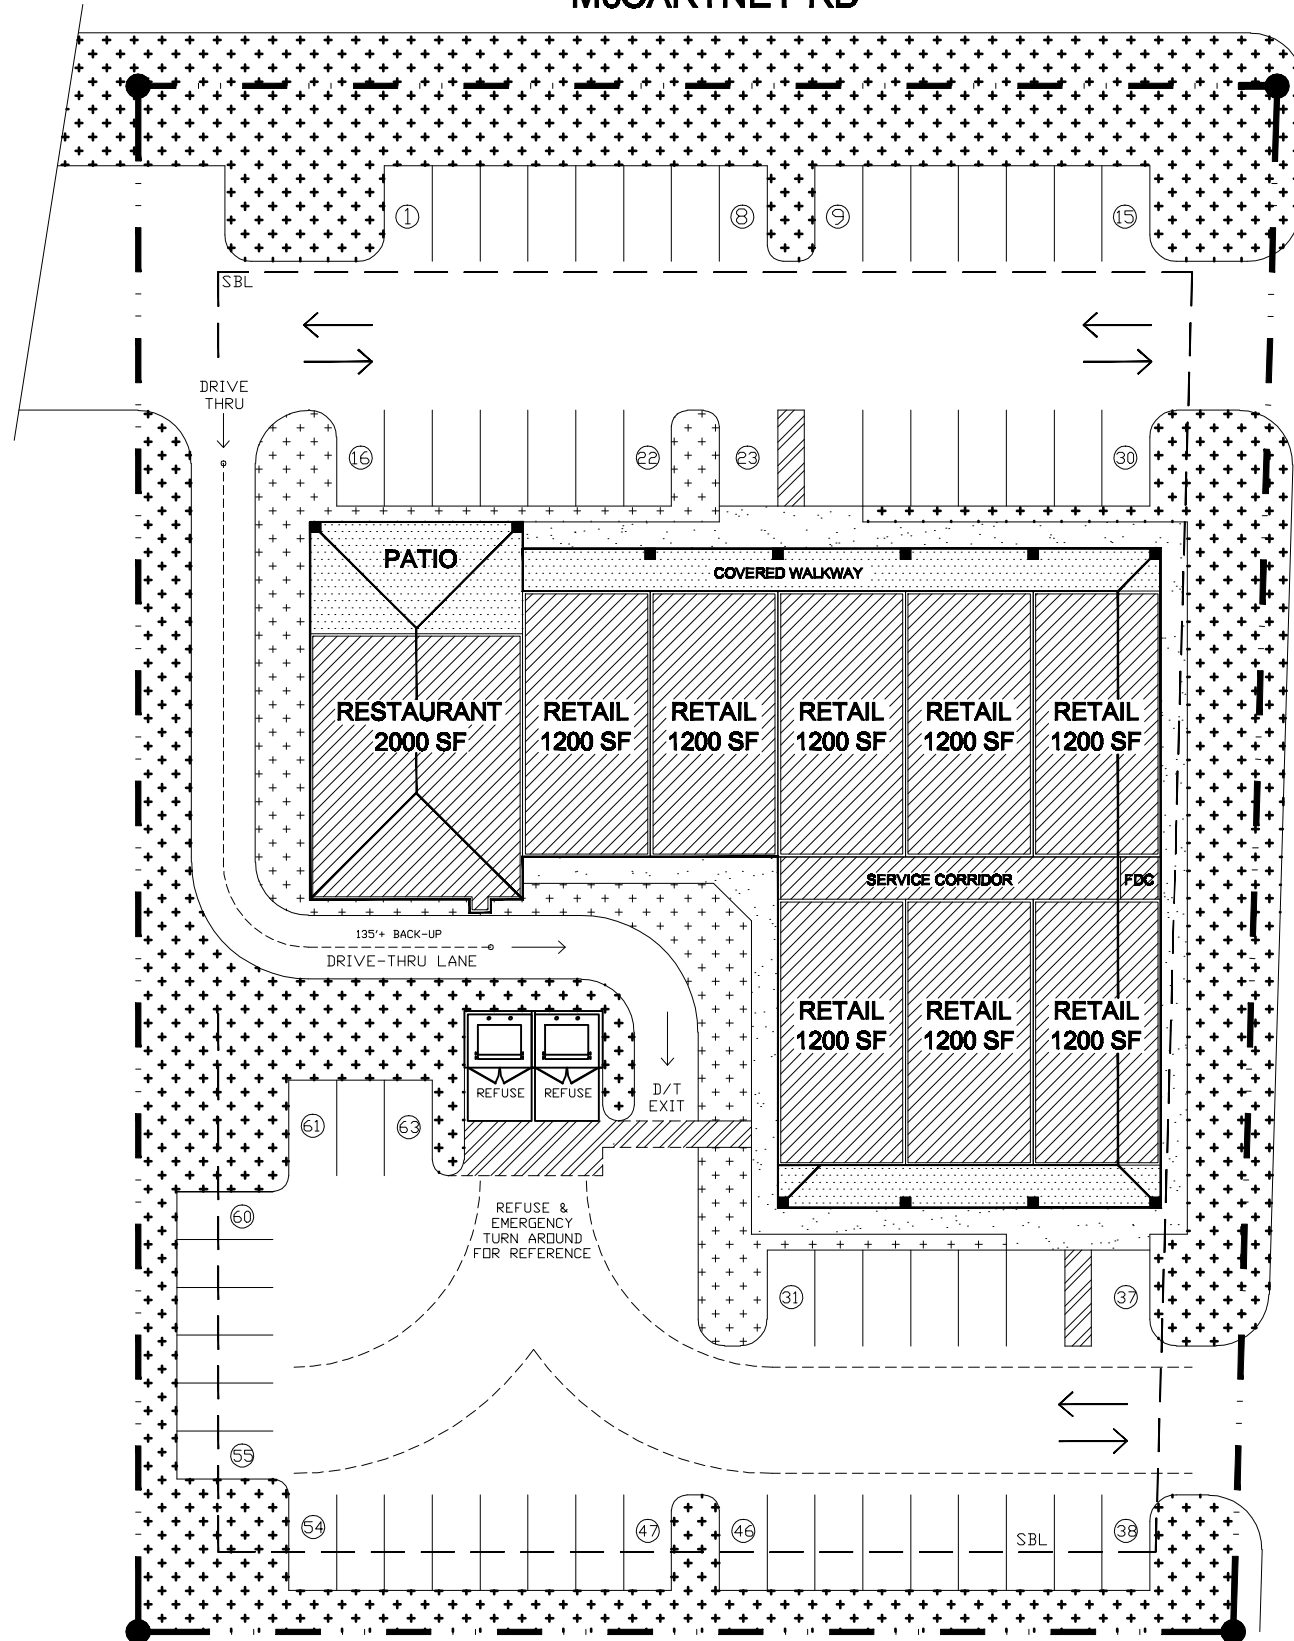 McCARTNEY RD
1
8
9
15
SBL
DRIVE
THRU
16
22
23
30
PATIO
COVERED WALKWAY
RESTAURANT
2000 SF
RETAIL
1200 SF
RETAIL
1200 SF
RETAIL
1200 SF
RETAIL
1200 SF
RETAIL
1200 SF
SERVICE CORRIDOR
FDC
135'+ BACK-UP
DRIVE-THRU LANE
RETAIL
1200 SF
RETAIL
1200 SF
RETAIL
1200 SF
REFUSE
REFUSE
D/T
EXIT
61
63
60
REFUSE &
EMERGENCY
TURN AROUND
FOR REFERENCE
31
37
55
54
47
46
SBL
38